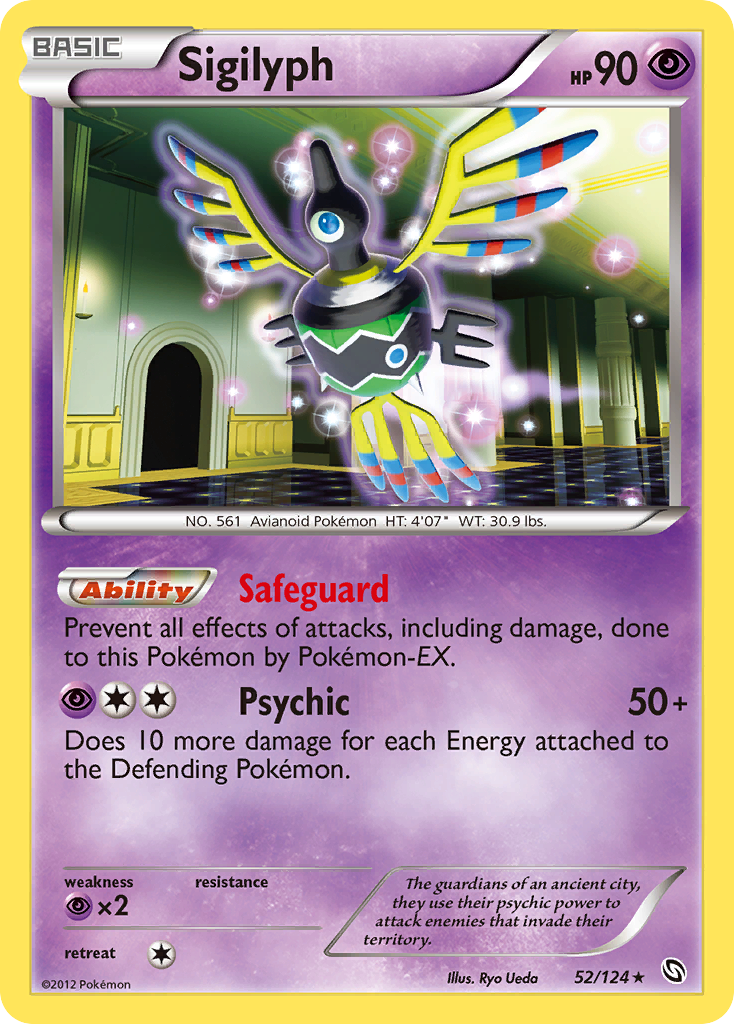 BASIC
Sigilyph
HP 90
NO. 561 Avianoid Pokémon HT: 4'07" WT: 30.9 lbs.
Ability Safeguard
Prevent all effects of attacks, including damage, done
to this Pokémon by Pokémon-EX.
Psychic 50+
Does 10 more damage for each Energy attached to
the Defending Pokémon.
weakness resistance
×2
retreat
The guardians of an ancient city,
they use their psychic power to
attack enemies that invade their
territory.
©2012 Pokémon
Illus. Ryo Ueda 52/124 ★